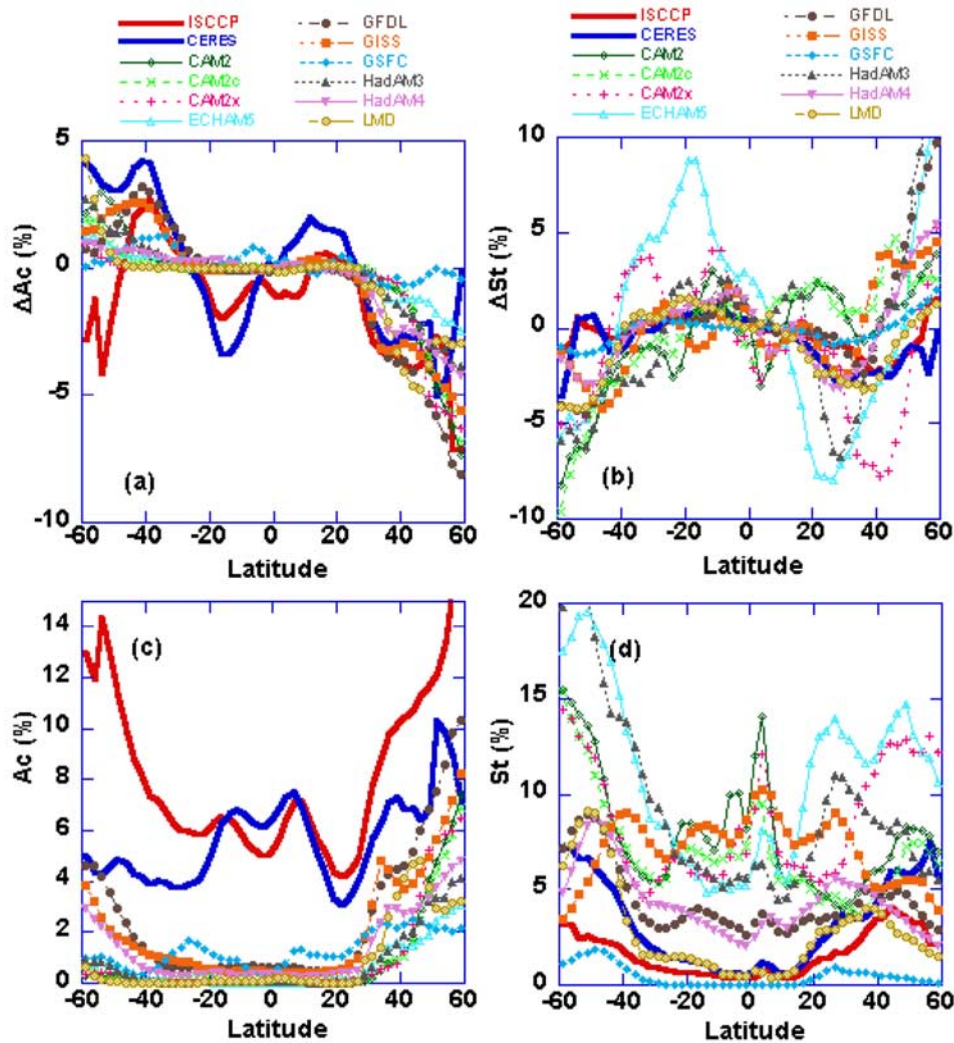 ISCCP
CERES
CAM2
CAM2c
CAM2x
ECHAM5
GFDL
GISS
GSFC
HadAM3
HadAM4
LMD
ISCCP
CERES
CAM2
CAM2c
CAM2x
ECHAM5
GFDL
GISS
GSFC
HadAM3
HadAM4
LMD
ΔAc (%)
5
0
-5
-10
(a)
-60 -40 -20 0 20 40 60
Latitude
ΔSt (%)
10
5
0
-5
-10
(b)
-60 -40 -20 0 20 40 60
Latitude
Ac (%)
14
12
10
8
6
4
2
0
(c)
-60 -40 -20 0 20 40 60
Latitude
St (%)
20
15
10
5
0
(d)
-60 -40 -20 0 20 40 60
Latitude